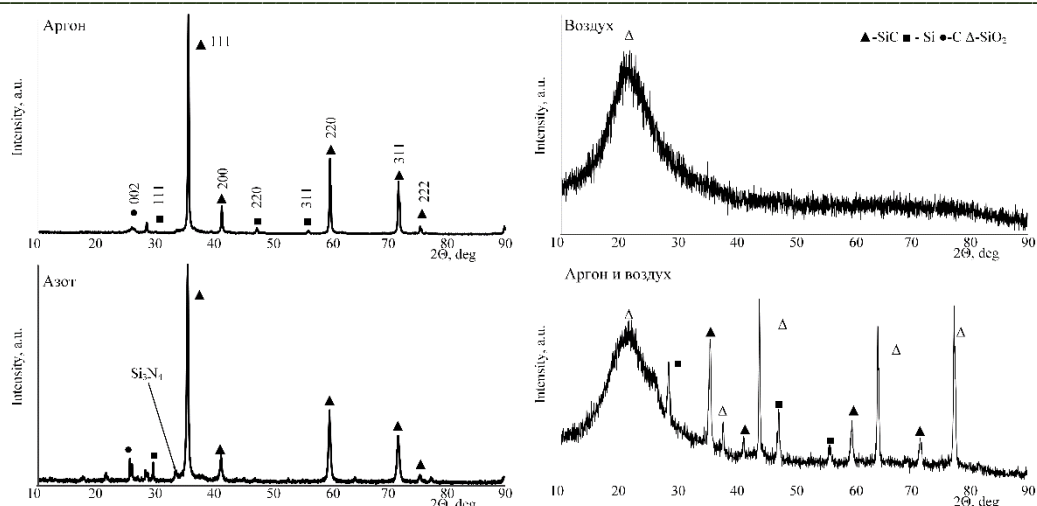 Аргон
Intensity, a.u.
▲ 111
● 002
■ 111
▲ 200
■ 220
■ 311
▲ 220
▲ 311
▲ 222
10 20 30 40 50 60 70 80 90
2Θ, deg
Воздух
Δ
▲-SiC ■ - Si ●-C Δ-SiO₂
Intensity, a.u.
10 20 30 40 50 60 70 80 90
2Θ, deg
Азот
Intensity, a.u.
Si₃N₄
10 20 30 40 50 60 70 80 90
2Θ, deg
Аргон и воздух
Intensity, a.u.
Δ
Δ
Δ
Δ
Δ
10 20 30 40 50 60 70 80 90
2Θ, deg